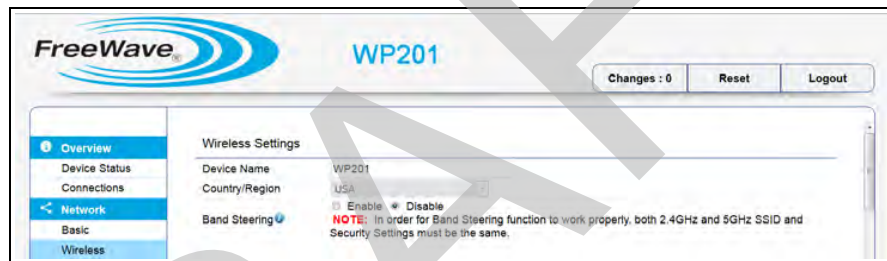 FreeWave®
WP201
Changes : 0 Reset Logout
Overview
Device Status
Connections
Network
Basic
Wireless
Wireless Settings
Device Name WP201
Country/Region USA
Band Steering Enable Disable
NOTE: In order for Band Steering function to work properly, both 2.4GHz and 5GHz SSID and
Security Settings must be the same.